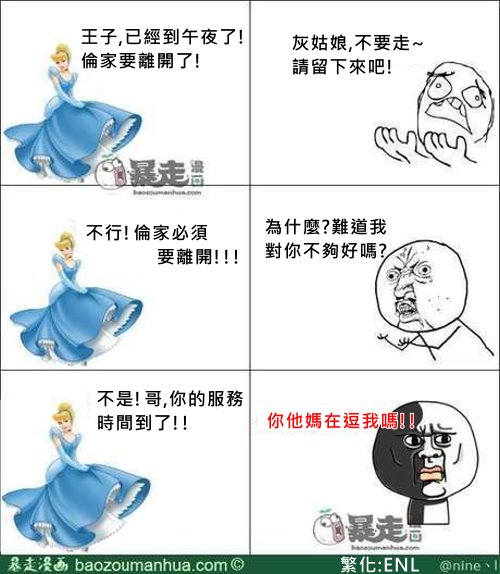 王子,已經到午夜了!
倫家要離開了!
灰姑娘,不要走~
請留下來吧!
暴走漫画
baozoumanhua.com
不行! 倫家必須
要離開!!!
為什麼?難道我
對你不夠好嗎?
不是! 哥,你的服務
時間到了!!
你他媽在逗我嗎!!
暴走漫画
baozoumanhua.com
暴走漫画 baozoumanhua.com ©
繁化:ENL
@nine丶